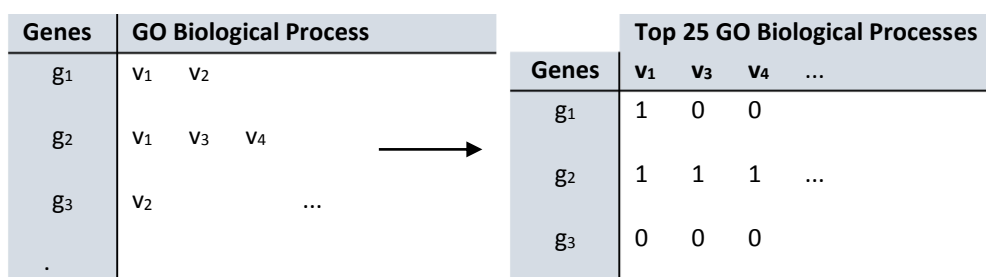 Genes GO Biological Process
g1 v1 v2
g2 v1 v3 v4
g3 v2 ...
.
Top 25 GO Biological Processes
Genes v1 v3 v4 ...
g1 1 0 0
g2 1 1 1 ...
g3 0 0 0